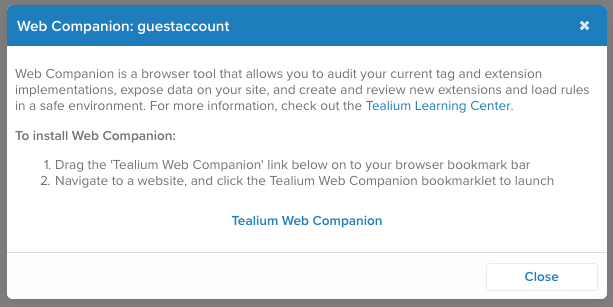 Web Companion: guestaccount
Web Companion is a browser tool that allows you to audit your current tag and extension
implementations, expose data on your site, and create and review new extensions and load rules
in a safe environment. For more information, check out the Tealium Learning Center.
To install Web Companion:
1. Drag the 'Tealium Web Companion' link below on to your browser bookmark bar
2. Navigate to a website, and click the Tealium Web Companion bookmarklet to launch
Tealium Web Companion
Close